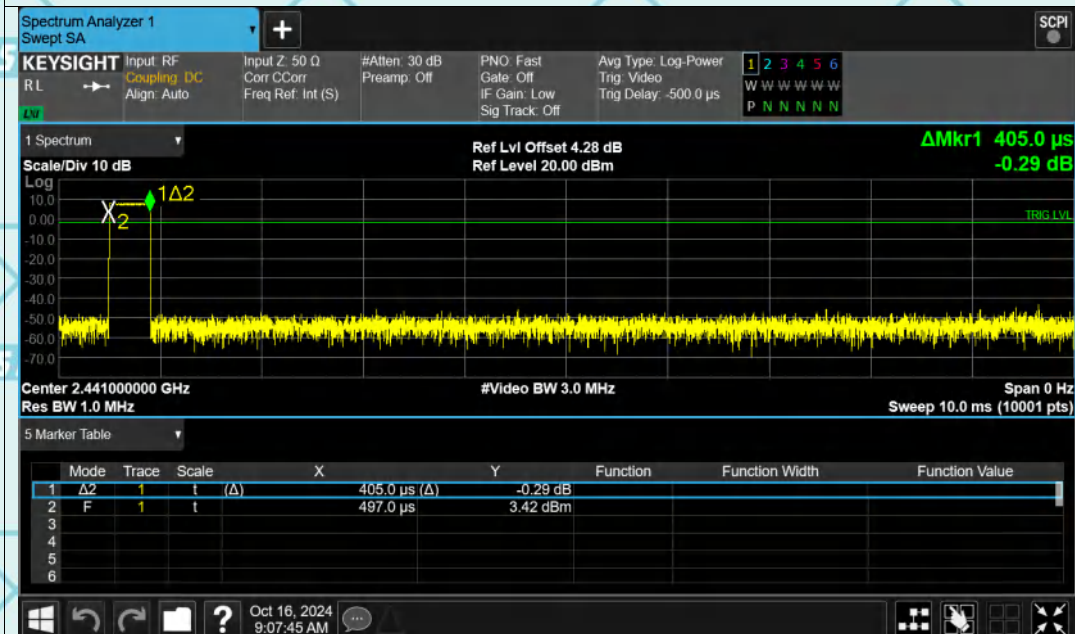 Spectrum Analyzer 1
Swept SA
+
SCPI
KEYSIGHT
RL
LXI
Input: RF
Coupling: DC
Align: Auto
Input Z: 50 Ω
Corr CCorr
Freq Ref: Int (S)
#Atten: 30 dB
Preamp: Off
PNO: Fast
Gate: Off
IF Gain: Low
Sig Track: Off
Avg Type: Log-Power
Trig: Video
Trig Delay: -500.0 µs
1 2 3 4 5 6
W W W W W W
P N N N N N
1 Spectrum
Scale/Div 10 dB
Ref Lvl Offset 4.28 dB
Ref Level 20.00 dBm
ΔMkr1 405.0 µs
-0.29 dB
Log
10.0
0.00
-10.0
-20.0
-30.0
-40.0
-50.0
-60.0
-70.0
1Δ2
X2
TRIG LVL
Center 2.441000000 GHz
#Video BW 3.0 MHz
Span 0 Hz
Res BW 1.0 MHz
Sweep 10.0 ms (10001 pts)
5 Marker Table
Mode Trace Scale X Y Function Function Width Function Value
1 Δ2 1 t (Δ) 405.0 µs (Δ) -0.29 dB
2 F 1 t 497.0 µs 3.42 dBm
3
4
5
6
?
Oct 16, 2024
9:07:45 AM